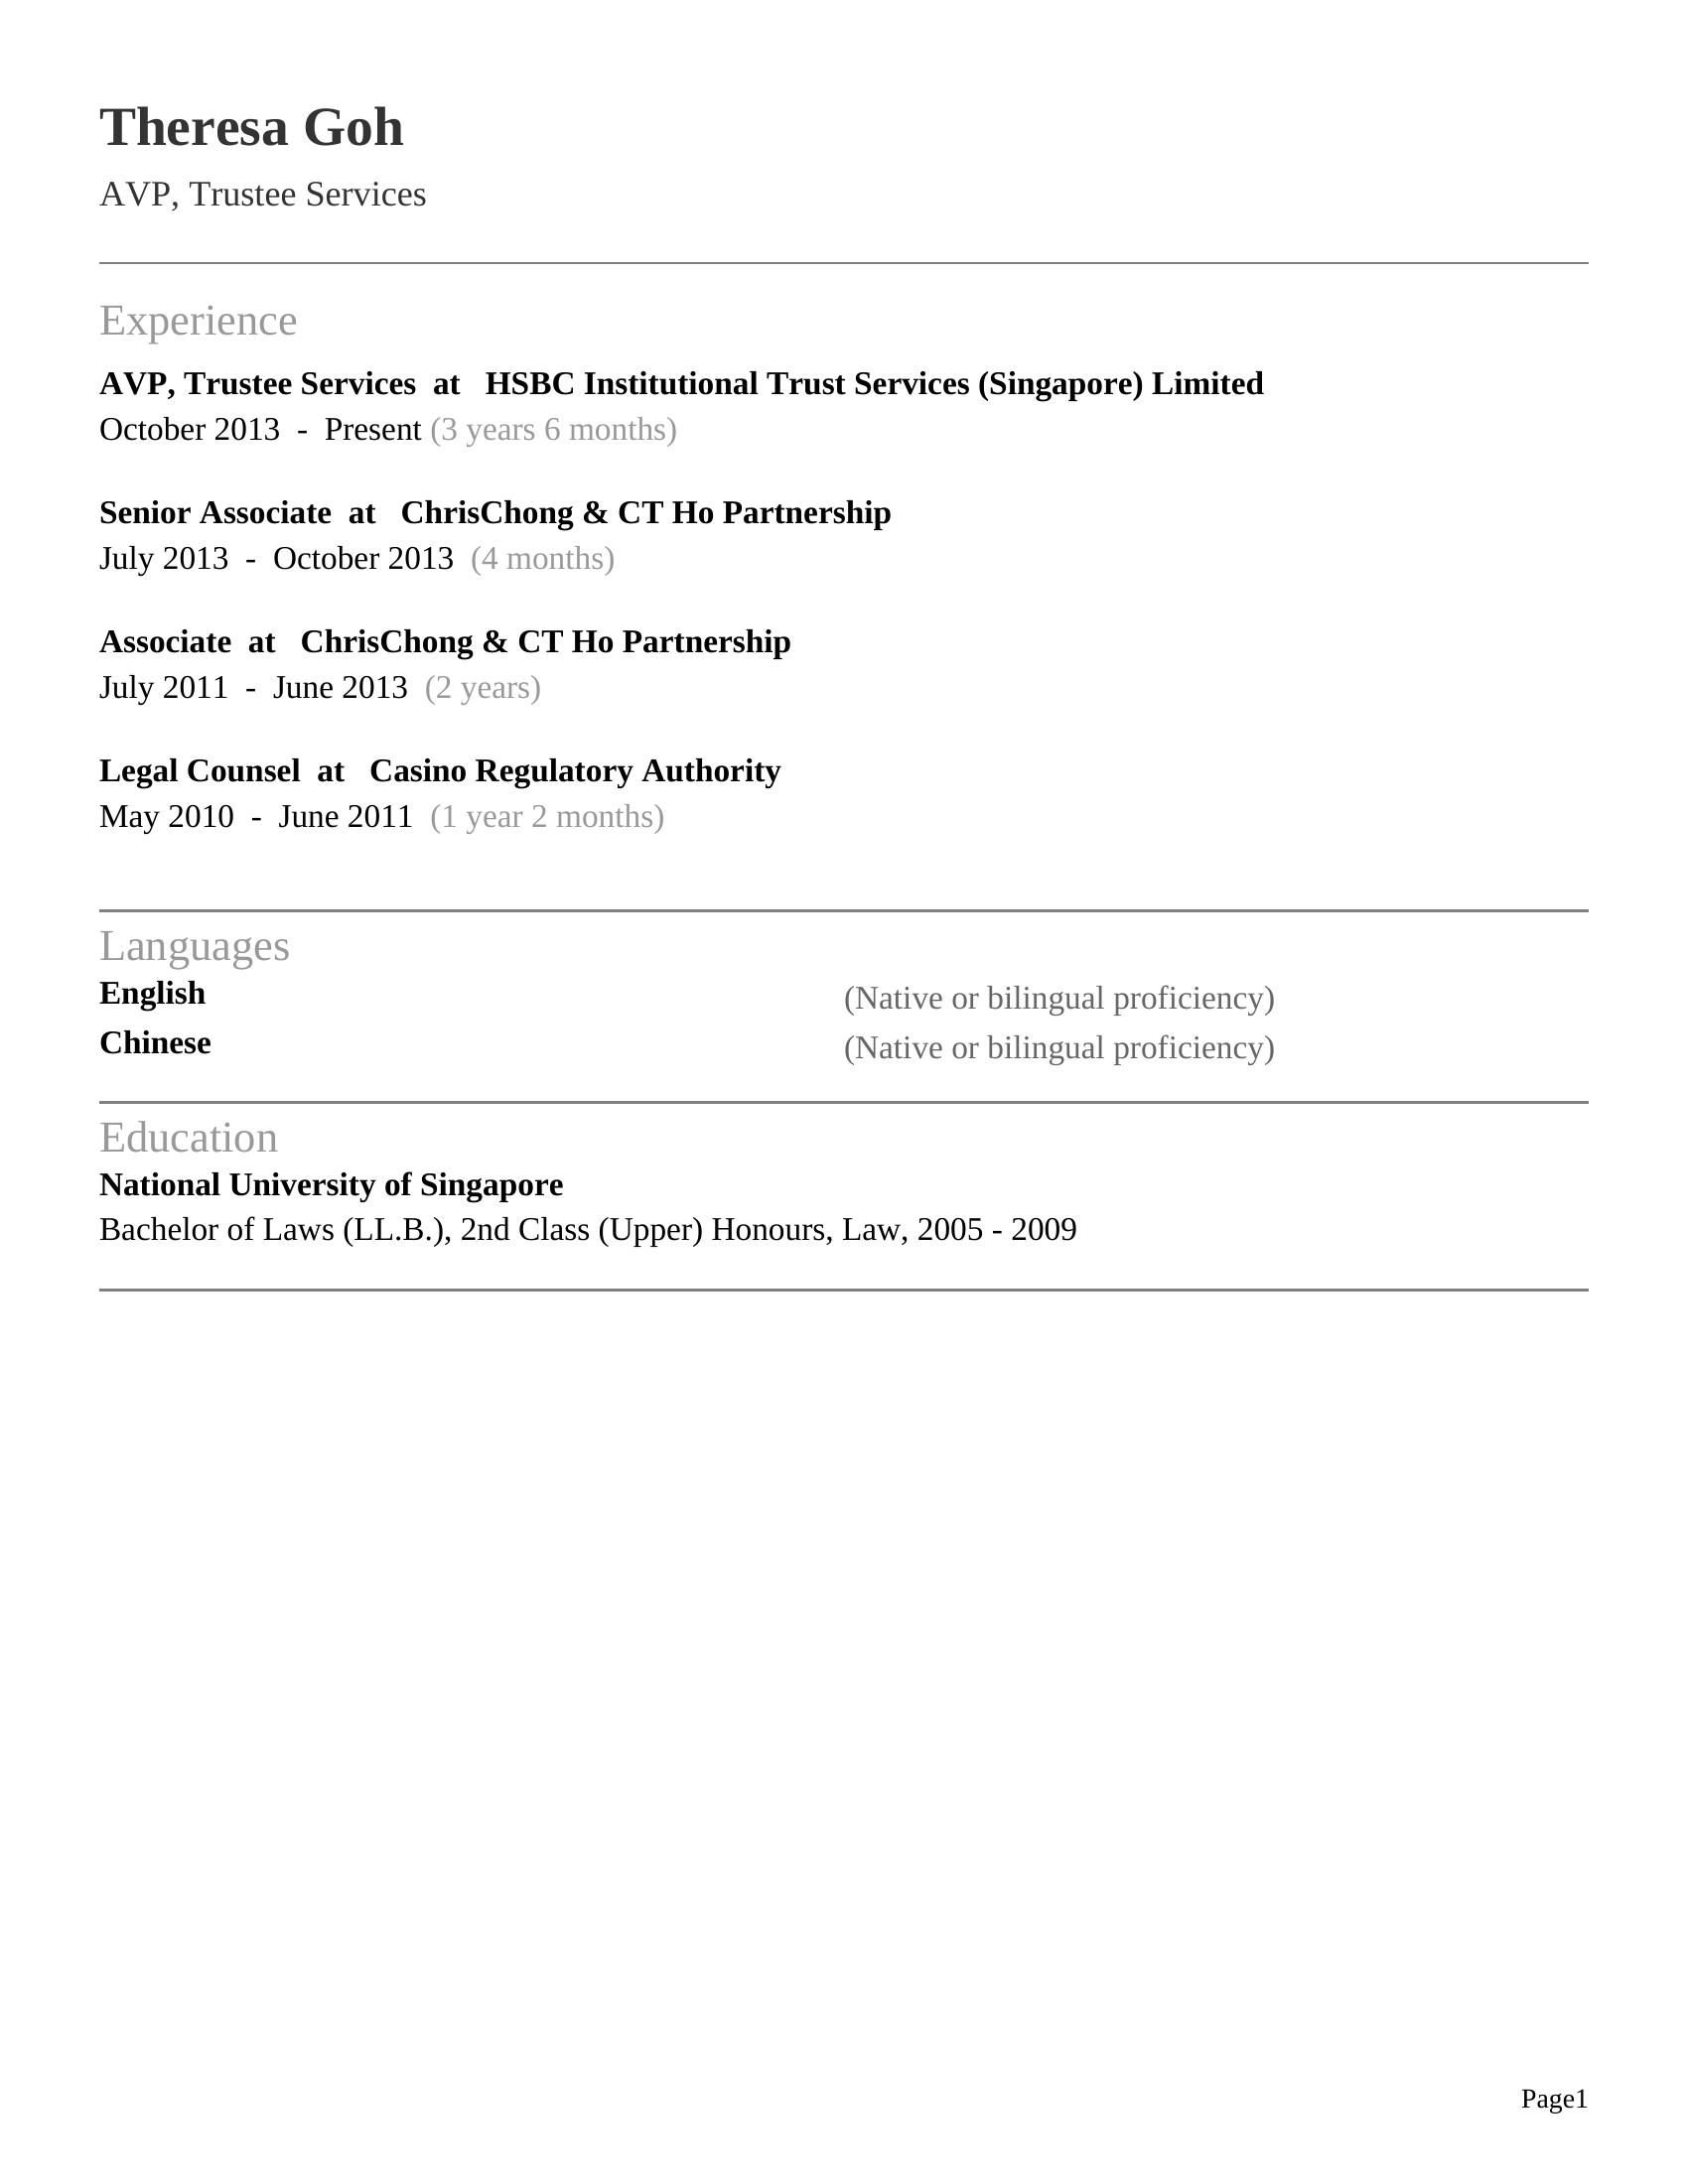 Theresa Goh
AVP, Trustee Services
Experience
AVP, Trustee Services at HSBC Institutional Trust Services (Singapore) Limited
October 2013 - Present (3 years 6 months)
Senior Associate at ChrisChong & CT Ho Partnership
July 2013 - October 2013 (4 months)
Associate at ChrisChong & CT Ho Partnership
July 2011 - June 2013 (2 years)
Legal Counsel at Casino Regulatory Authority
May 2010 - June 2011 (1 year 2 months)
Languages
English (Native or bilingual proficiency)
Chinese (Native or bilingual proficiency)
Education
National University of Singapore
Bachelor of Laws (LL.B.), 2nd Class (Upper) Honours, Law, 2005 - 2009
Page1